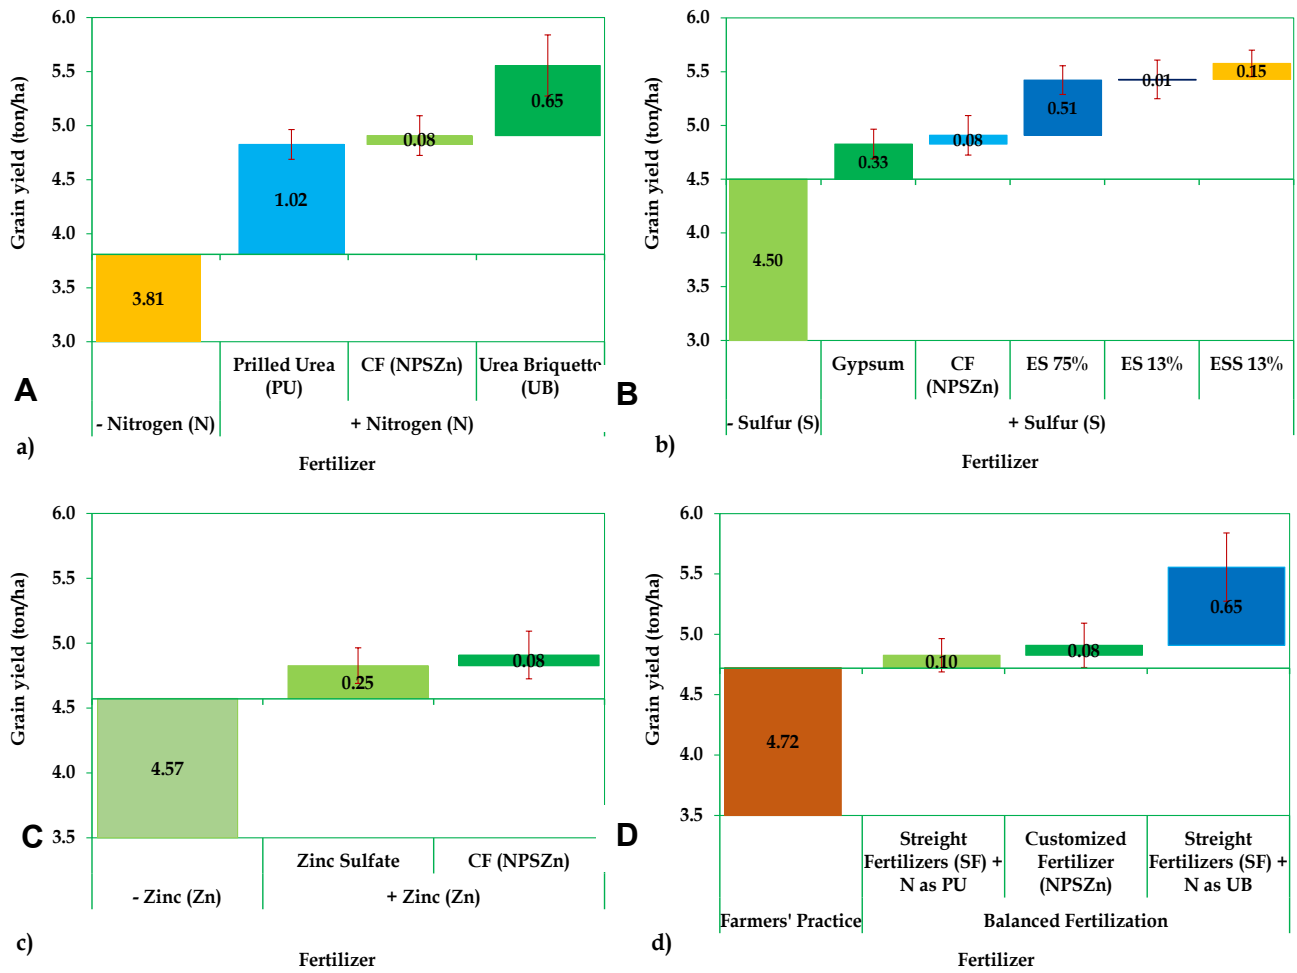 6.0
5.5
5.0
4.5
4.0
3.5
3.0
Grain yield (ton/ha)
3.81
1.02
0.08
0.65
Prilled Urea (PU)
CF (NPSZn)
Urea Briquette (UB)
- Nitrogen (N)
+ Nitrogen (N)
A
a)
Fertilizer
6.0
5.5
5.0
4.5
4.0
3.5
3.0
Grain yield (ton/ha)
4.50
0.33
0.08
0.51
0.01
0.15
Gypsum
CF
(NPSZn)
ES 75%
ES 13%
ESS 13%
- Sulfur (S)
+ Sulfur (S)
B
b)
Fertilizer
6.0
5.5
5.0
4.5
4.0
3.5
Grain yield (ton/ha)
4.57
0.25
0.08
Zinc Sulfate
CF (NPSZn)
- Zinc (Zn)
+ Zinc (Zn)
C
c)
Fertilizer
6.0
5.5
5.0
4.5
4.0
3.5
Grain yield (ton/ha)
4.72
0.10
0.08
0.65
Streight
Fertilizers (SF) +
N as PU
Customized
Fertilizer
(NPSZn)
Streight
Fertilizers (SF) +
N as UB
Farmers' Practice
Balanced Fertilization
D
d)
Fertilizer